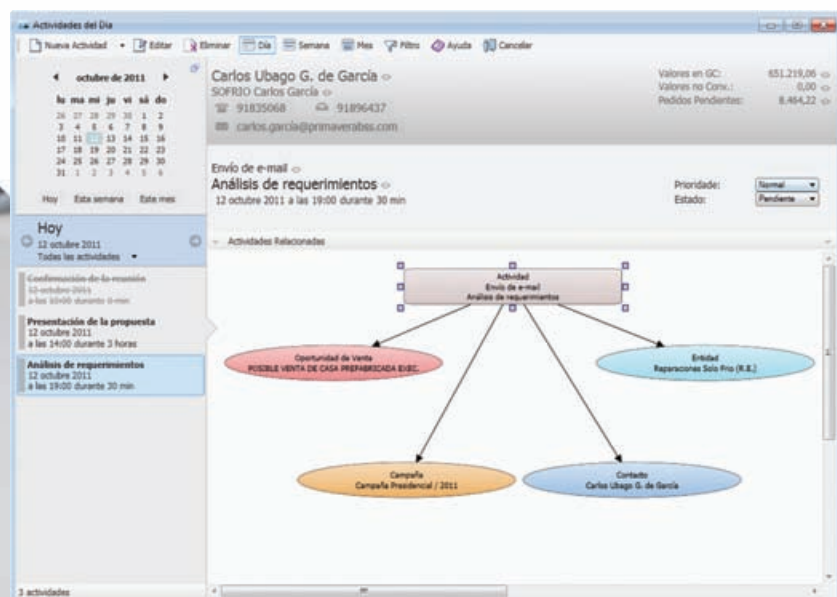 Actividades del Día
Nueva Actividad Editar Eliminar Día Semana Mes Filtro Ayuda Cancelar
octubre de 2011
lu ma mi ju vi sá do
26 27 28 29 30 1 2
3 4 5 6 7 8 9
10 11 12 13 14 15 16
17 18 19 20 21 22 23
24 25 26 27 28 29 30
31 1 2 3 4 5 6
Hoy Esta semana Este mes
Hoy
12 octubre 2011
Todas las actividades
Confirmación de la reunión
12 octubre 2011
a las 10:00 durante 0 min
Presentación de la propuesta
12 octubre 2011
a las 14:00 durante 3 horas
Análisis de requerimientos
12 octubre 2011
a las 19:00 durante 30 min
3 actividades
Carlos Ubago G. de García
SOFRIO Carlos García
91835068 91896437
carlos.garcia@primaverabss.com
Valores en GC: 651.219,06
Valores no Conv.: 0,00
Pedidos Pendientes: 8.464,22
Envío de e-mail
Análisis de requerimientos
12 octubre 2011 a las 19:00 durante 30 min
Prioridade: Normal
Estado: Pendiente
Actividades Relacionadas
Actividad
Envío de e-mail
Análisis de requerimientos
Oportunidad de Venta
POSIBLE VENTA DE CASA PREFABRICADA EXEC.
Entidad
Reparaciones Solo Frio (R.E.)
Campaña
Campaña Presidencial / 2011
Contacto
Carlos Ubago G. de García